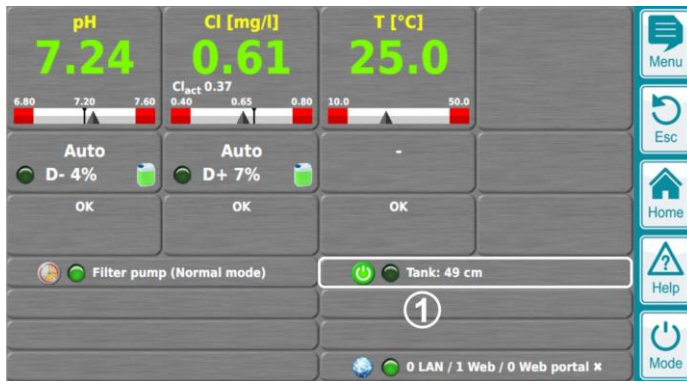 pH
Cl [mg/l]
T [°C]
7.24
0.61
25.0
Clact 0.37
6.80 7.20 7.60
0.40 0.65 0.80
10.0 50.0
Auto
Auto
-
D- 4%
D+ 7%
OK
OK
OK
Filter pump (Normal mode)
Tank: 49 cm
1
0 LAN / 1 Web / 0 Web portal ×
Menu
Esc
Home
?
Help
Mode